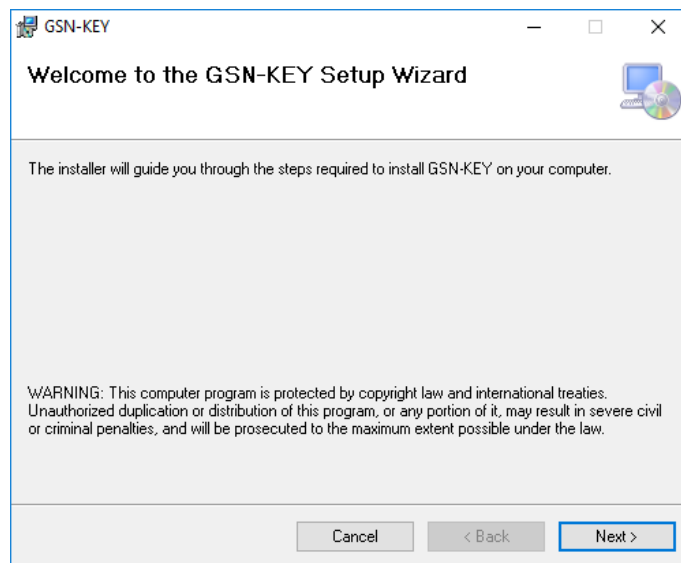 GSN-KEY
Welcome to the GSN-KEY Setup Wizard
The installer will guide you through the steps required to install GSN-KEY on your computer.
WARNING: This computer program is protected by copyright law and international treaties.
Unauthorized duplication or distribution of this program, or any portion of it, may result in severe civil
or criminal penalties, and will be prosecuted to the maximum extent possible under the law.
Cancel < Back Next >